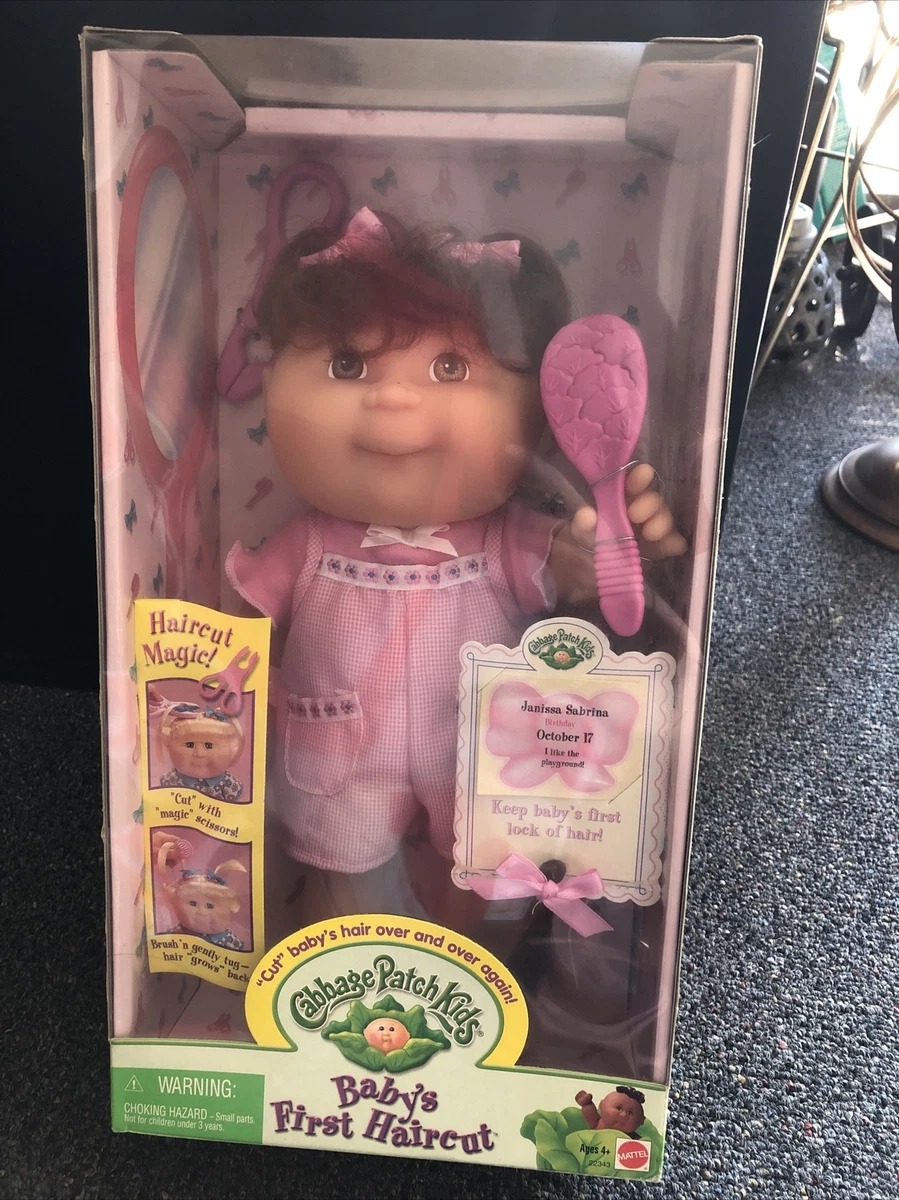 Haircut
Magic!
"Cut" with
"magic" scissors!
Brush 'n gently tug—
hair "grows" back
Cabbage Patch Kids
Janissa Sabrina
Birthday
October 17
I like the
playground!
Keep baby's first
lock of hair!
"Cut" baby's hair over and over again!
Cabbage Patch Kids®
Baby's
First Haircut
WARNING:
CHOKING HAZARD – Small parts.
Not for children under 3 years.
Ages 4+
22343
MATTEL